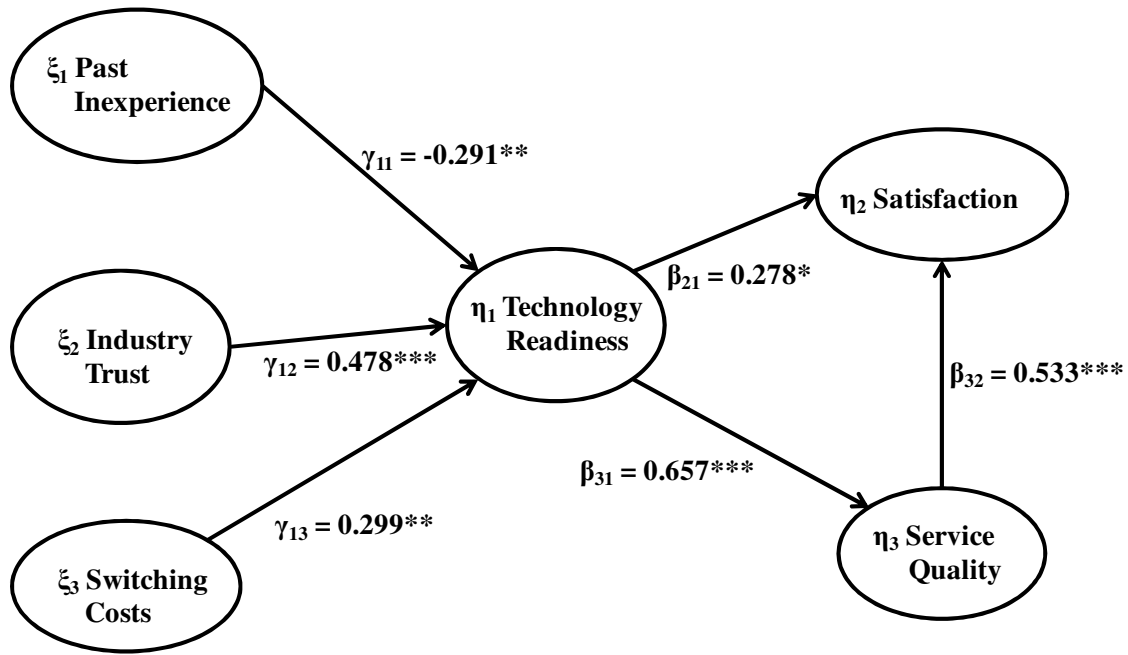 ξ₁ Past
Inexperience
γ₁₁ = -0.291**
η₂ Satisfaction
β₂₁ = 0.278*
η₁ Technology
Readiness
ξ₂ Industry
Trust
γ₁₂ = 0.478***
β₃₂ = 0.533***
β₃₁ = 0.657***
γ₁₃ = 0.299**
η₃ Service
Quality
ξ₃ Switching
Costs